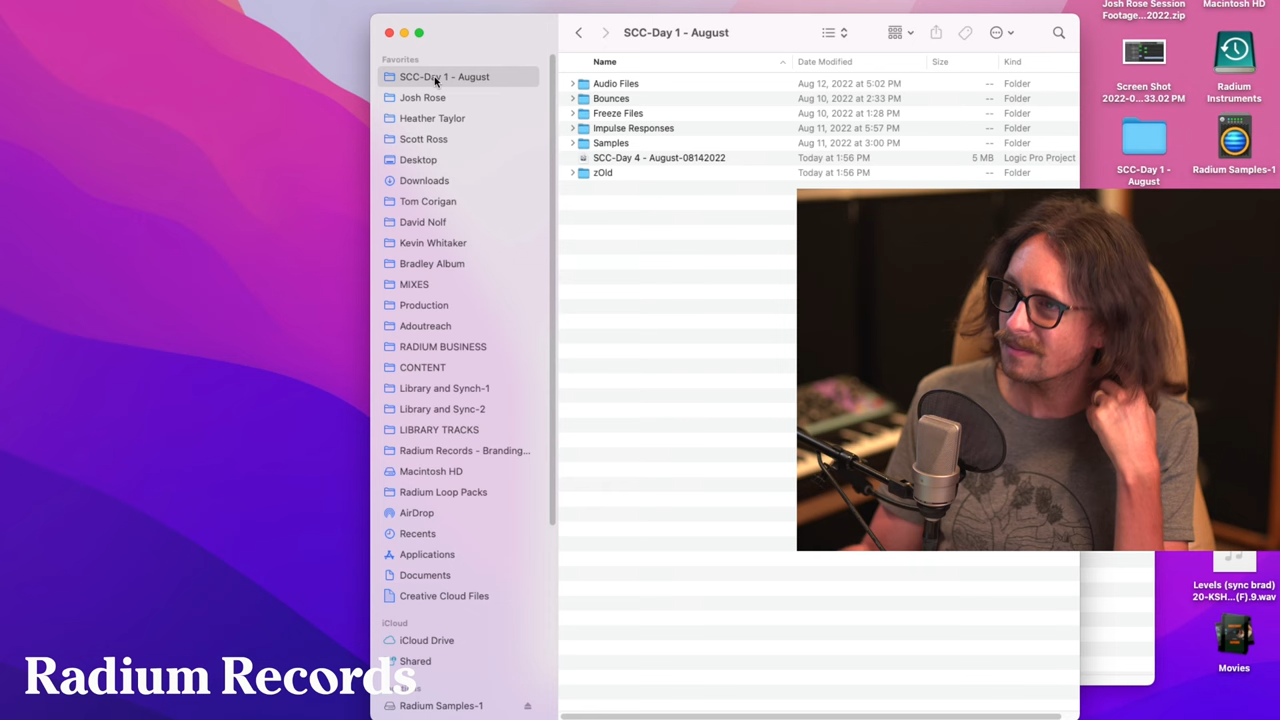 Josh Rose Session
Footage...2022.zip
Macintosh HD
SCC-Day 1 - August
Favorites
SCC-Day 1 - August
Josh Rose
Heather Taylor
Scott Ross
Desktop
Downloads
Tom Corigan
David Nolf
Kevin Whitaker
Bradley Album
MIXES
Production
Adoutreach
RADIUM BUSINESS
CONTENT
Library and Synch-1
Library and Sync-2
LIBRARY TRACKS
Radium Records - Branding...
Macintosh HD
Radium Loop Packs
AirDrop
Recents
Applications
Documents
Creative Cloud Files
iCloud
iCloud Drive
Shared
Radium Samples-1
Name Date Modified Size Kind
Audio Files Aug 12, 2022 at 5:02 PM -- Folder
Bounces Aug 10, 2022 at 2:33 PM -- Folder
Freeze Files Aug 10, 2022 at 1:28 PM -- Folder
Impulse Responses Aug 11, 2022 at 5:57 PM -- Folder
Samples Aug 11, 2022 at 3:00 PM -- Folder
SCC-Day 4 - August-08142022 Today at 1:56 PM 5 MB Logic Pro Project
zOld Today at 1:56 PM -- Folder
Screen Shot
2022-0...33.02 PM
Radium
Instruments
SCC-Day 1 -
August
Radium Samples-1
Levels (sync brad)
20-KSH...(F).9.wav
Movies
Radium Records